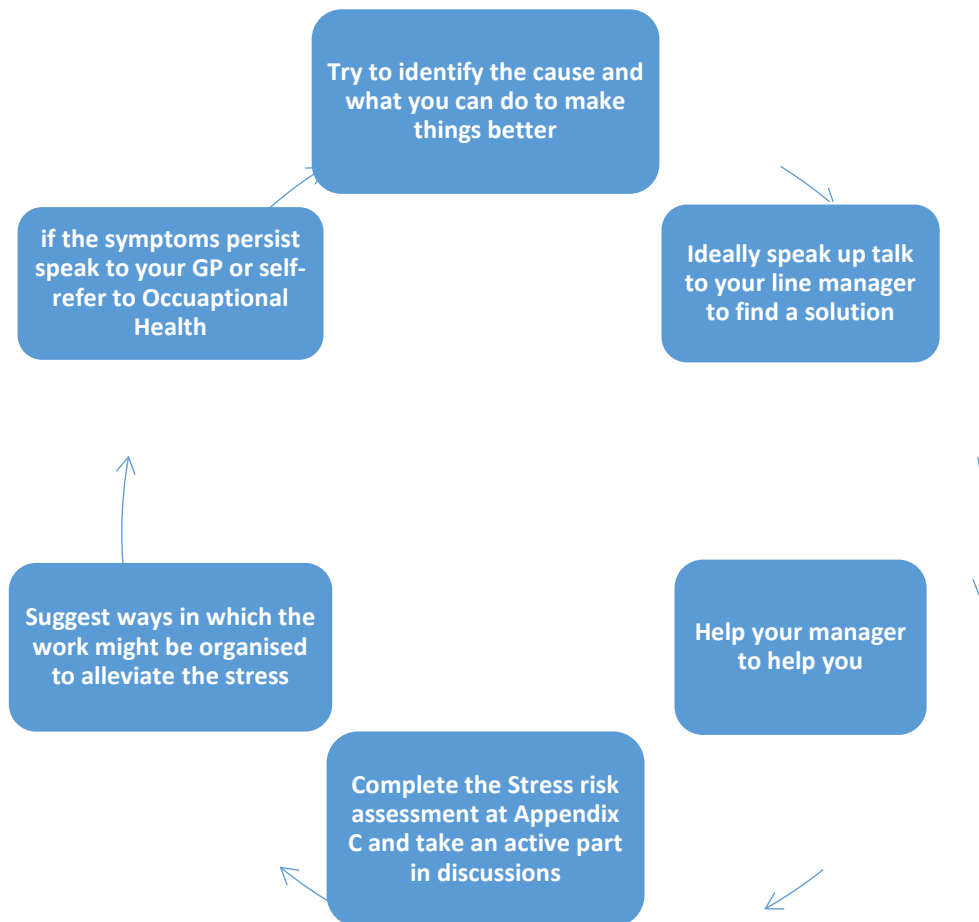 Try to identify the cause and
what you can do to make
things better
Ideally speak up talk
to your line manager
to find a solution
Help your manager
to help you
Complete the Stress risk
assessment at Appendix
C and take an active part
in discussions
Suggest ways in which the
work might be organised
to alleviate the stress
if the symptoms persist
speak to your GP or self-
refer to Occuaptional
Health